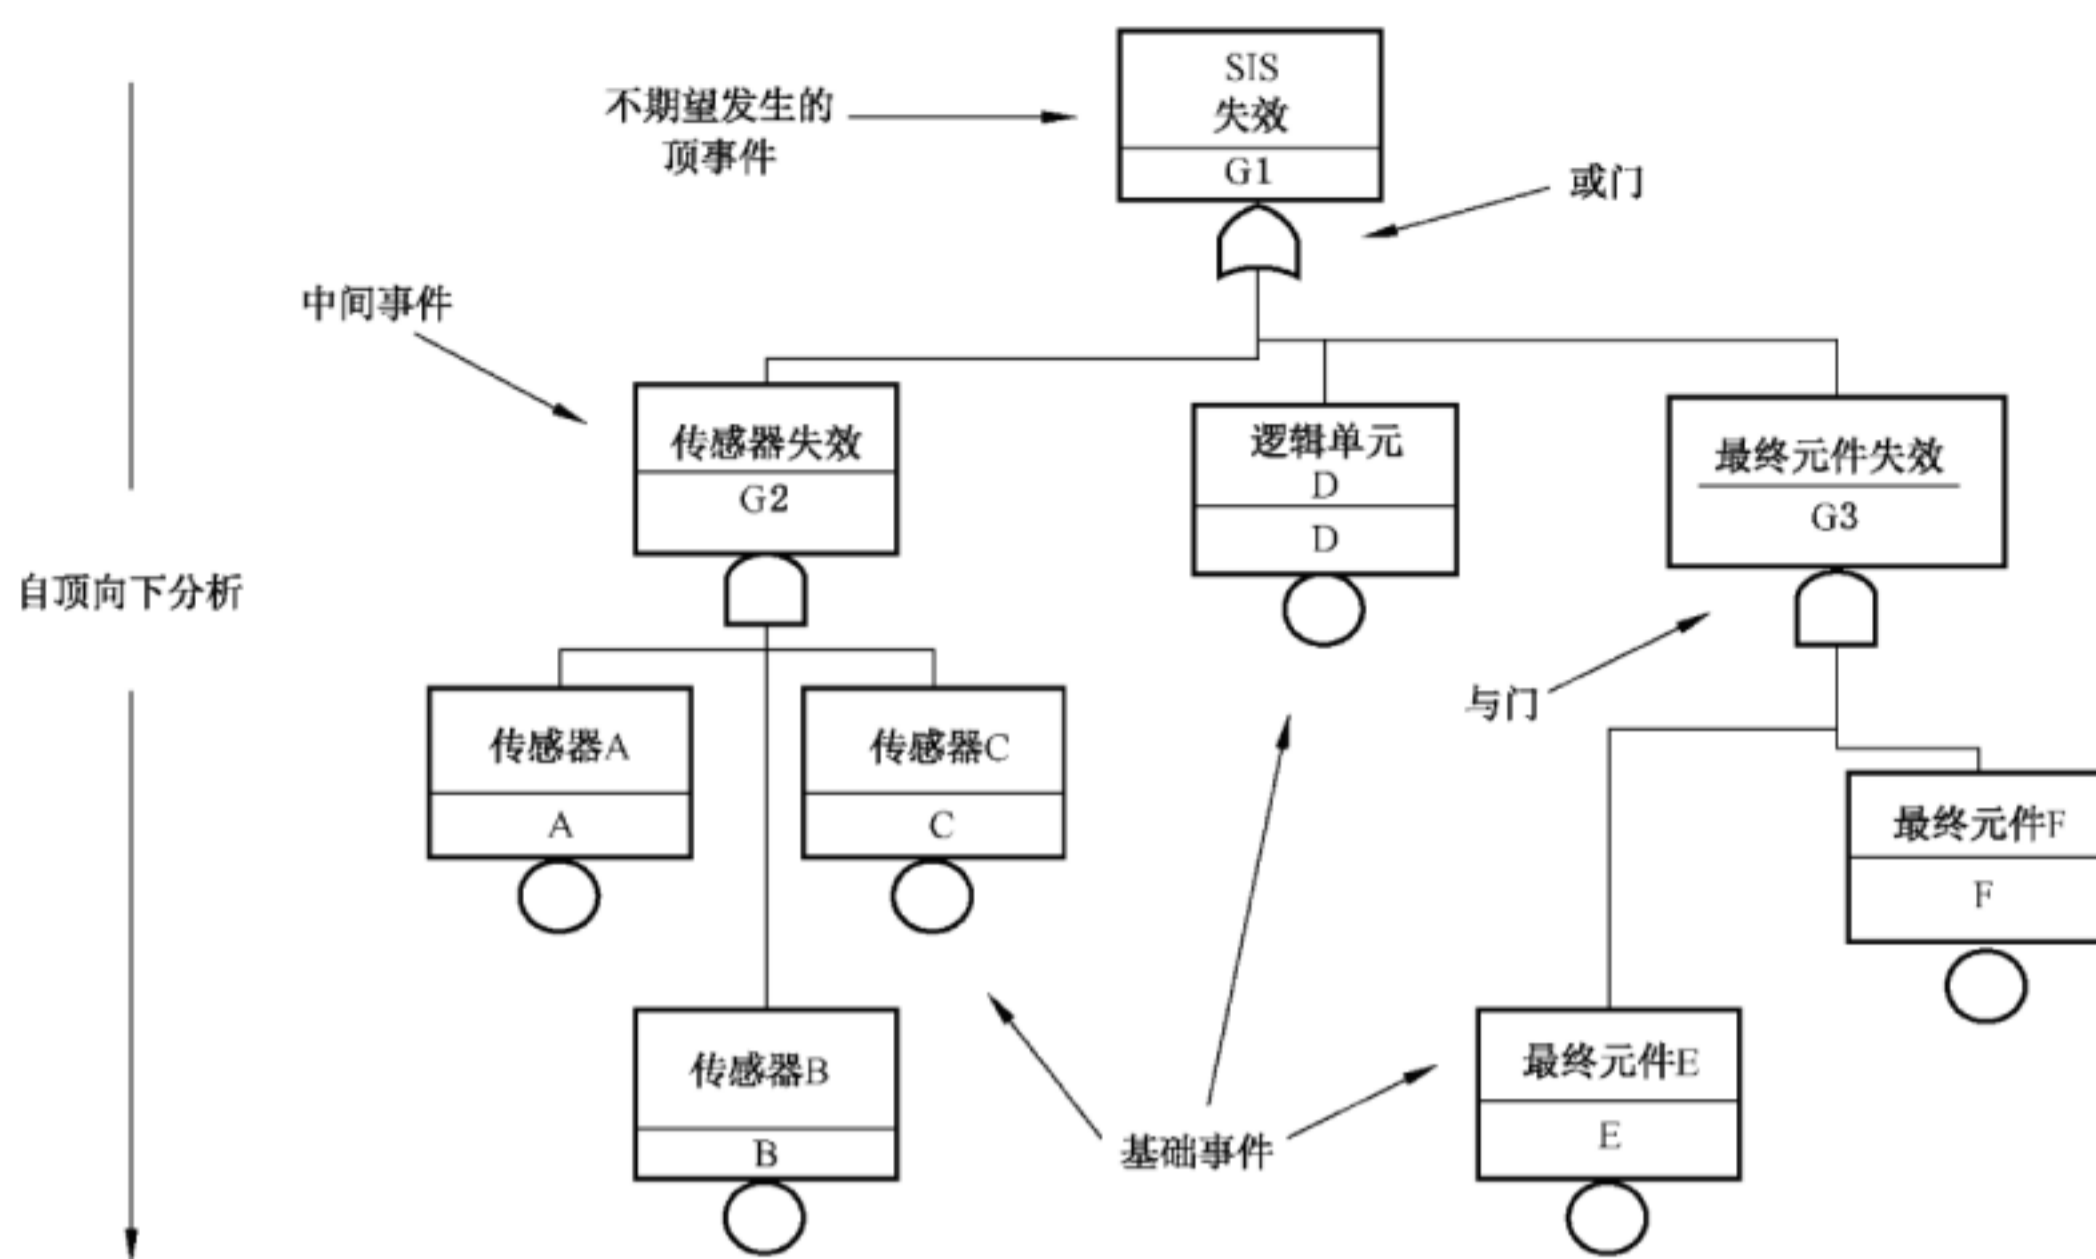 SIS
失效
G1
不期望发生的
顶事件
或门
中间事件
传感器失效
G2
逻辑单元
D
D
最终元件失效
G3
自顶向下分析
与门
传感器A
A
传感器C
C
最终元件F
F
传感器B
B
基础事件
最终元件E
E